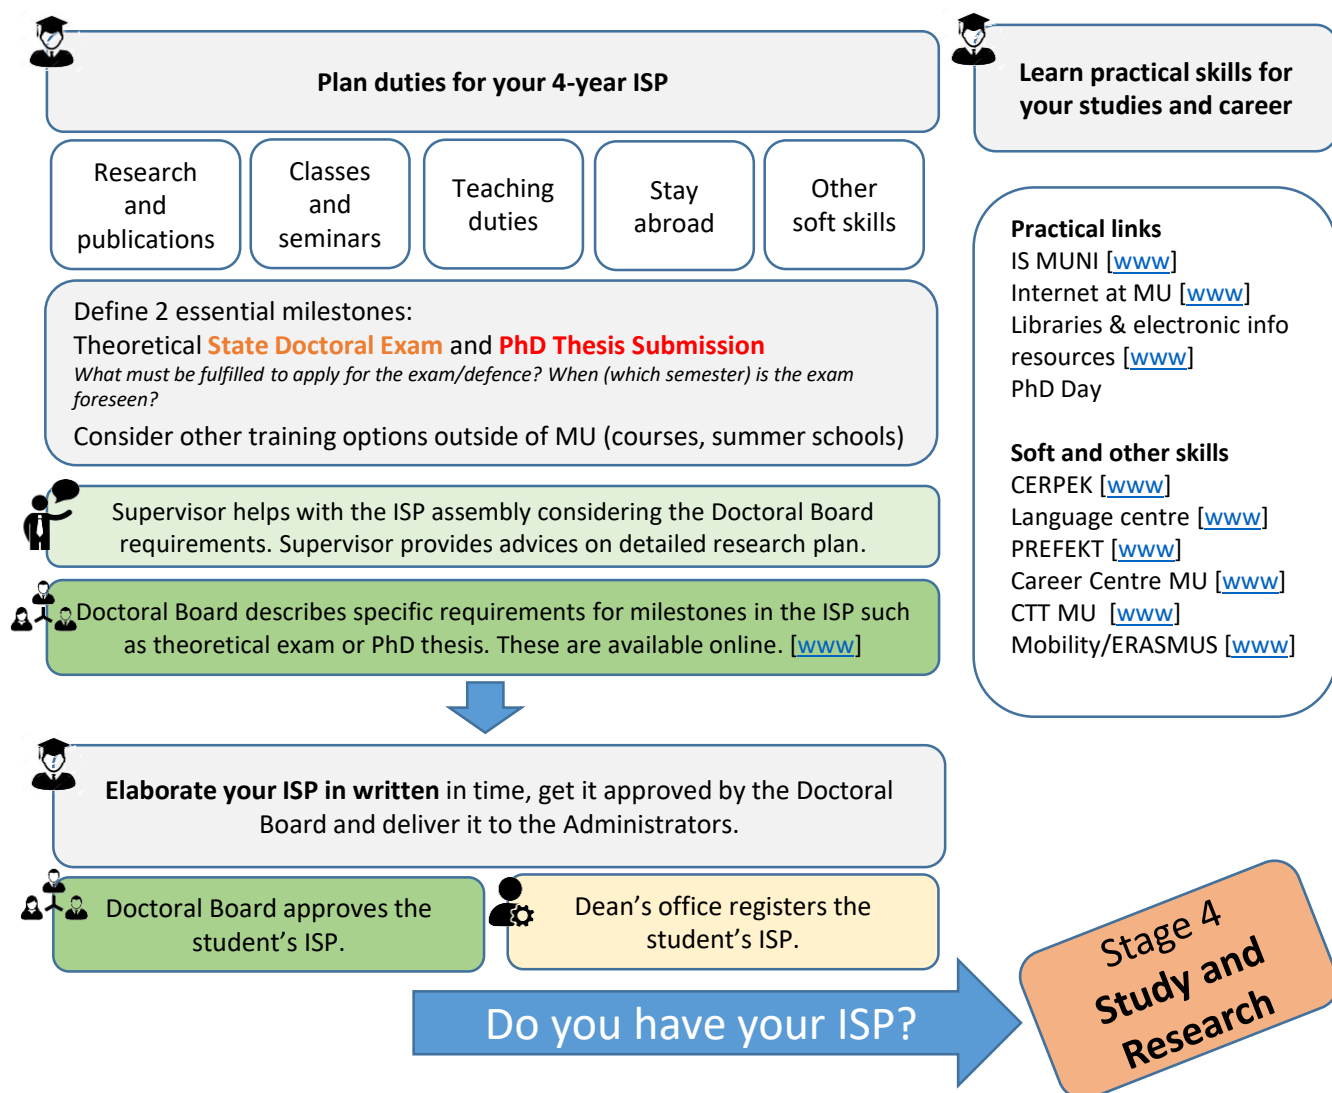 Plan duties for your 4-year ISP
Research
and
publications
Classes
and
seminars
Teaching
duties
Stay
abroad
Other
soft skills
Define 2 essential milestones:
Theoretical State Doctoral Exam and PhD Thesis Submission
What must be fulfilled to apply for the exam/defence? When (which semester) is the exam
foreseen?
Consider other training options outside of MU (courses, summer schools)
Supervisor helps with the ISP assembly considering the Doctoral Board
requirements. Supervisor provides advices on detailed research plan.
Doctoral Board describes specific requirements for milestones in the ISP such
as theoretical exam or PhD thesis. These are available online. [www]
Elaborate your ISP in written in time, get it approved by the Doctoral
Board and deliver it to the Administrators.
Doctoral Board approves the
student's ISP.
Dean's office registers the
student's ISP.
Do you have your ISP?
Stage 4
Study and
Research
Learn practical skills for
your studies and career
Practical links
IS MUNI [www]
Internet at MU [www]
Libraries & electronic info
resources [www]
PhD Day
Soft and other skills
CERPEK [www]
Language centre [www]
PREFEKT [www]
Career Centre MU [www]
CTT MU [www]
Mobility/ERASMUS [www]